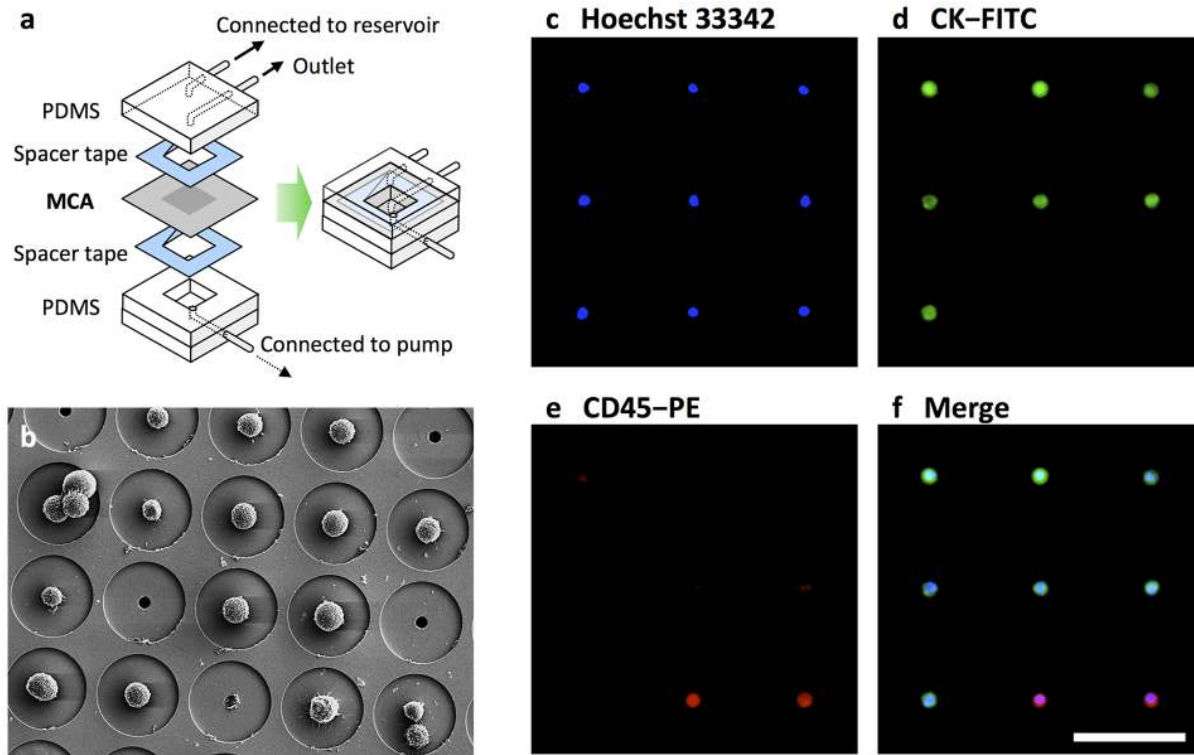 a
Connected to reservoir
Outlet
PDMS
Spacer tape
MCA
Spacer tape
PDMS
Connected to pump
b
c Hoechst 33342
d CK–FITC
e CD45–PE
f Merge